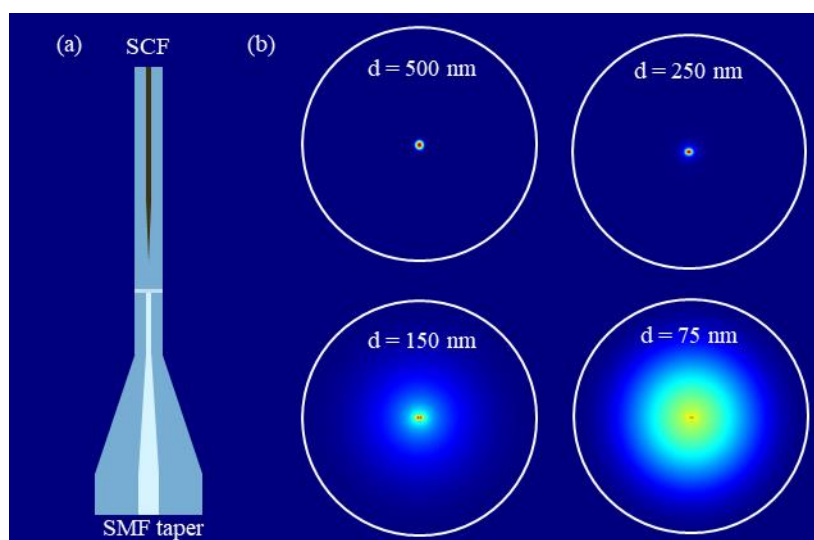 (a)
SCF
SMF taper
(b)
d = 500 nm
d = 250 nm
d = 150 nm
d = 75 nm